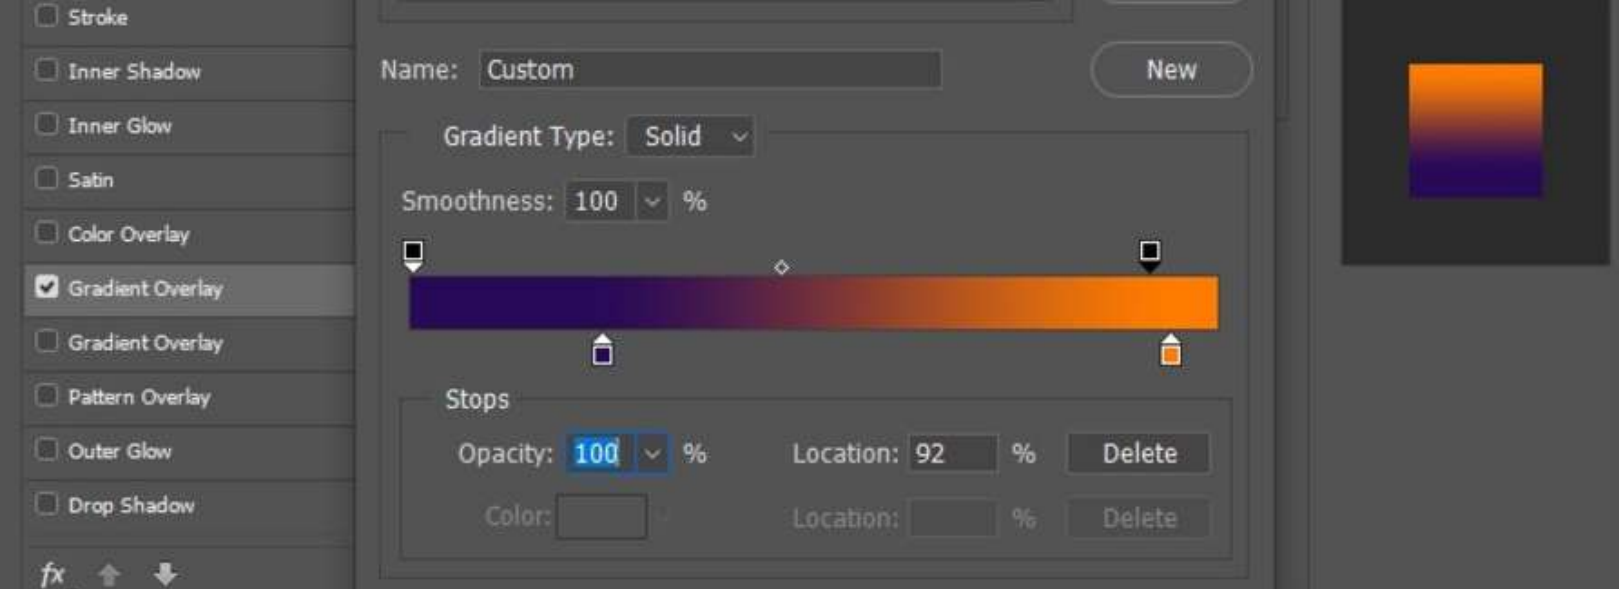 Stroke
Inner Shadow
Inner Glow
Satin
Color Overlay
Gradient Overlay
Gradient Overlay
Pattern Overlay
Outer Glow
Drop Shadow
fx
Name: Custom New
Gradient Type: Solid
Smoothness: 100 %
Stops
Opacity: 100 % Location: 92 % Delete
Color: Location: % Delete